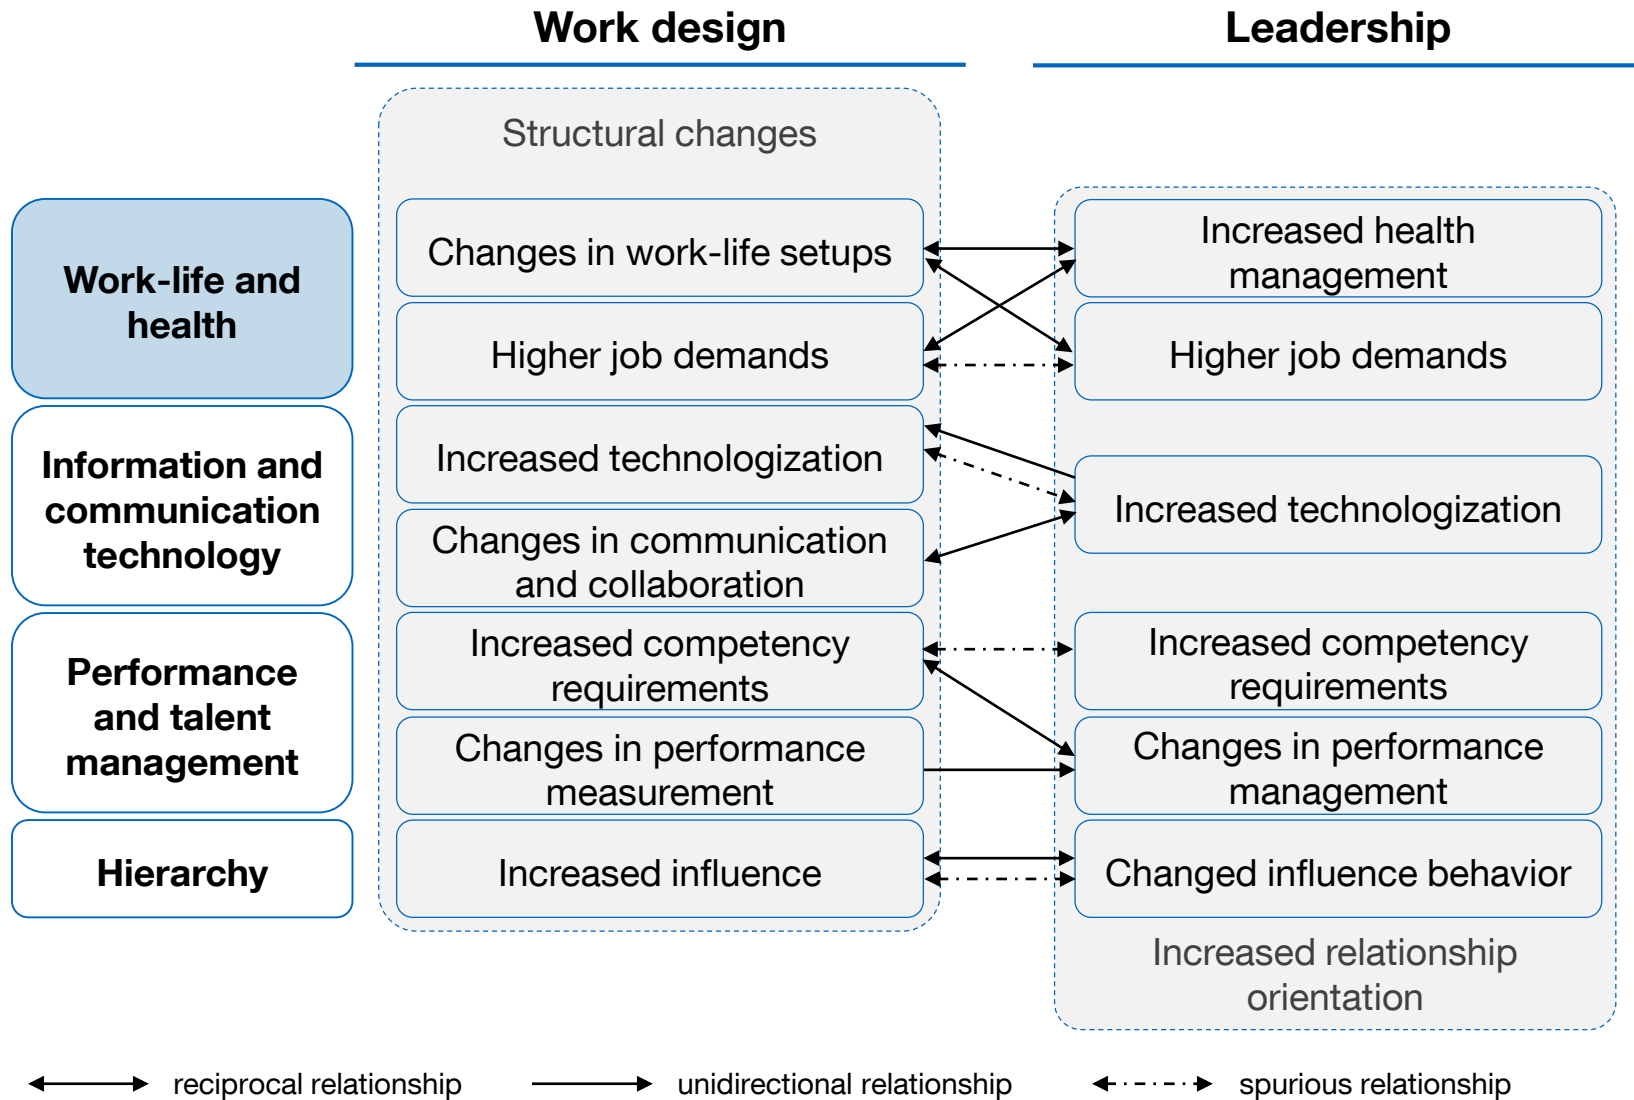 Work design
Leadership
Structural changes
Work-life and
health
Changes in work-life setups
Increased health
management
Higher job demands
Higher job demands
Information and
communication
technology
Increased technologization
Changes in communication
and collaboration
Increased technologization
Performance
and talent
management
Increased competency
requirements
Increased competency
requirements
Changes in performance
measurement
Changes in performance
management
Hierarchy
Increased influence
Changed influence behavior
Increased relationship
orientation
reciprocal relationship
unidirectional relationship
spurious relationship